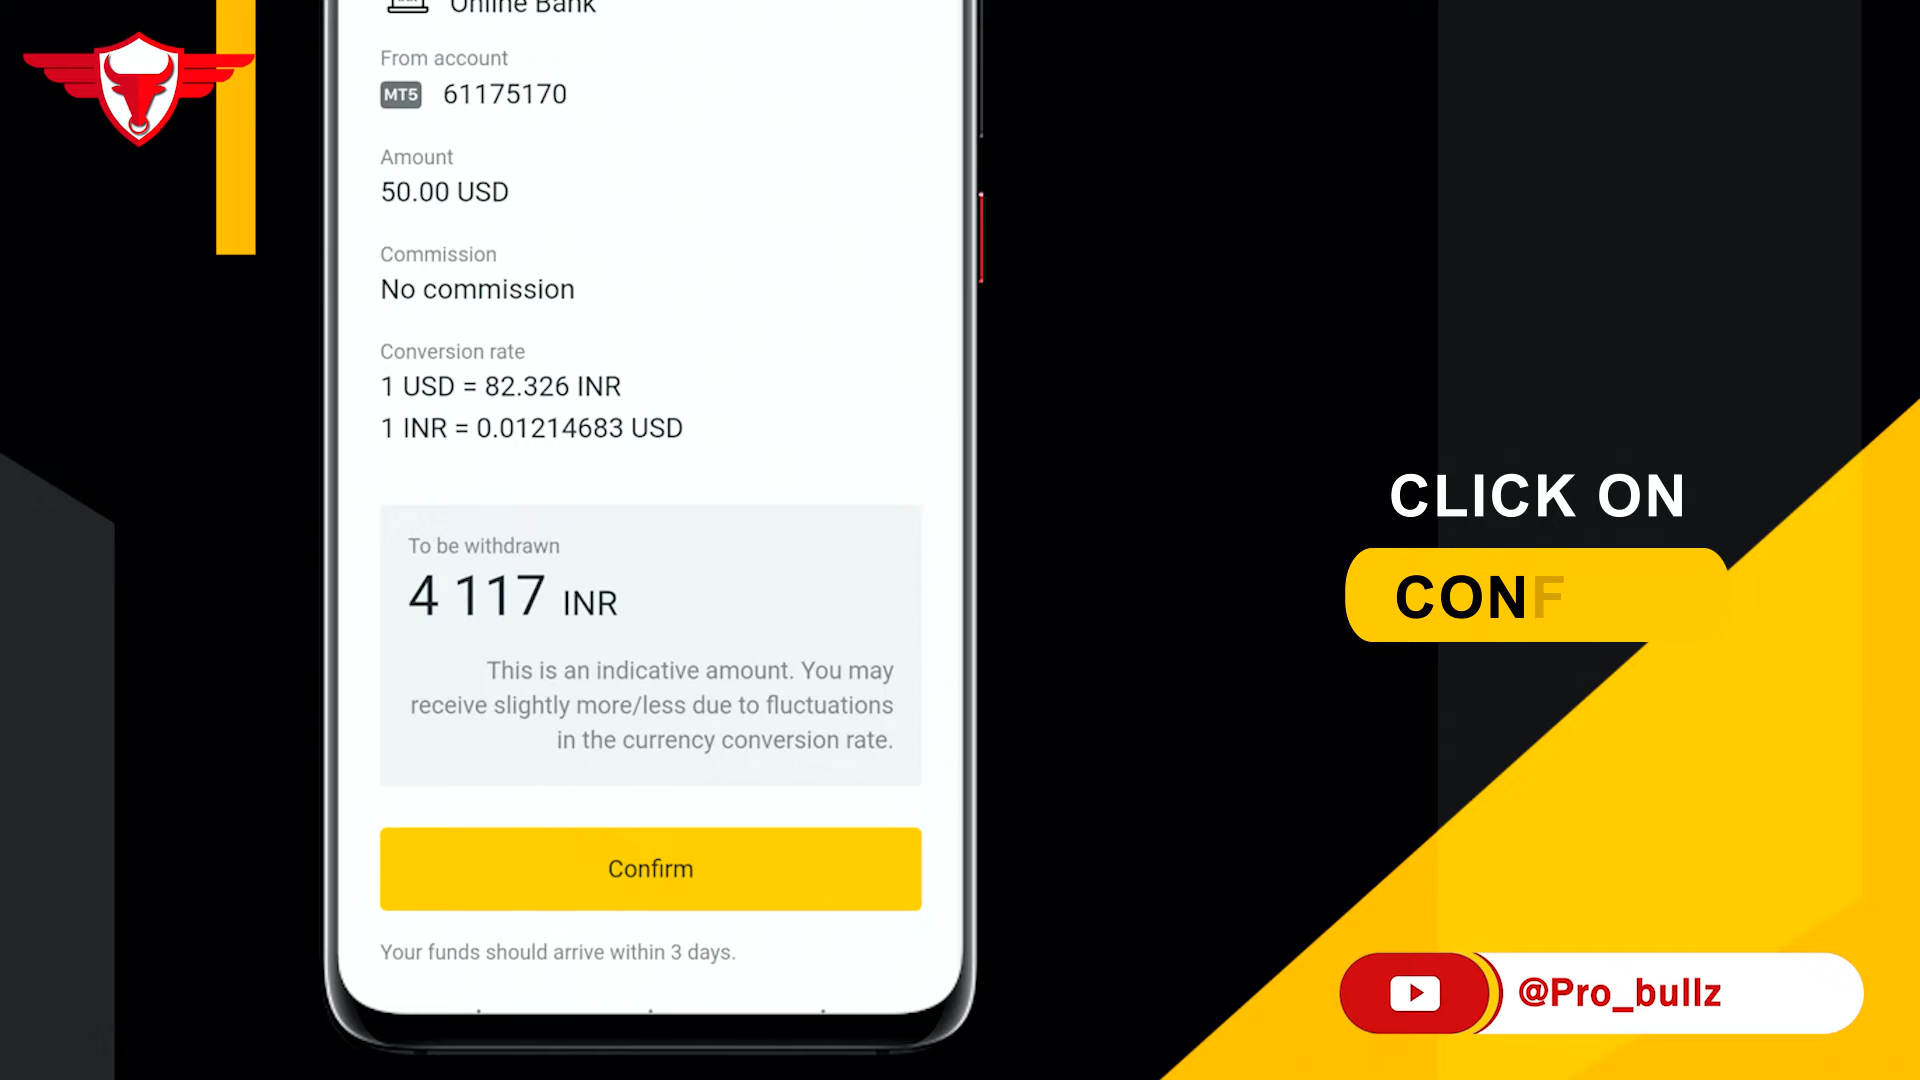 Online Bank
From account
MT5 61175170
Amount
50.00 USD
Commission
No commission
Conversion rate
1 USD = 82.326 INR
1 INR = 0.01214683 USD
To be withdrawn
4 117 INR
This is an indicative amount. You may
receive slightly more/less due to fluctuations
in the currency conversion rate.
Confirm
Your funds should arrive within 3 days.
CLICK ON
CONF
@Pro_bullz